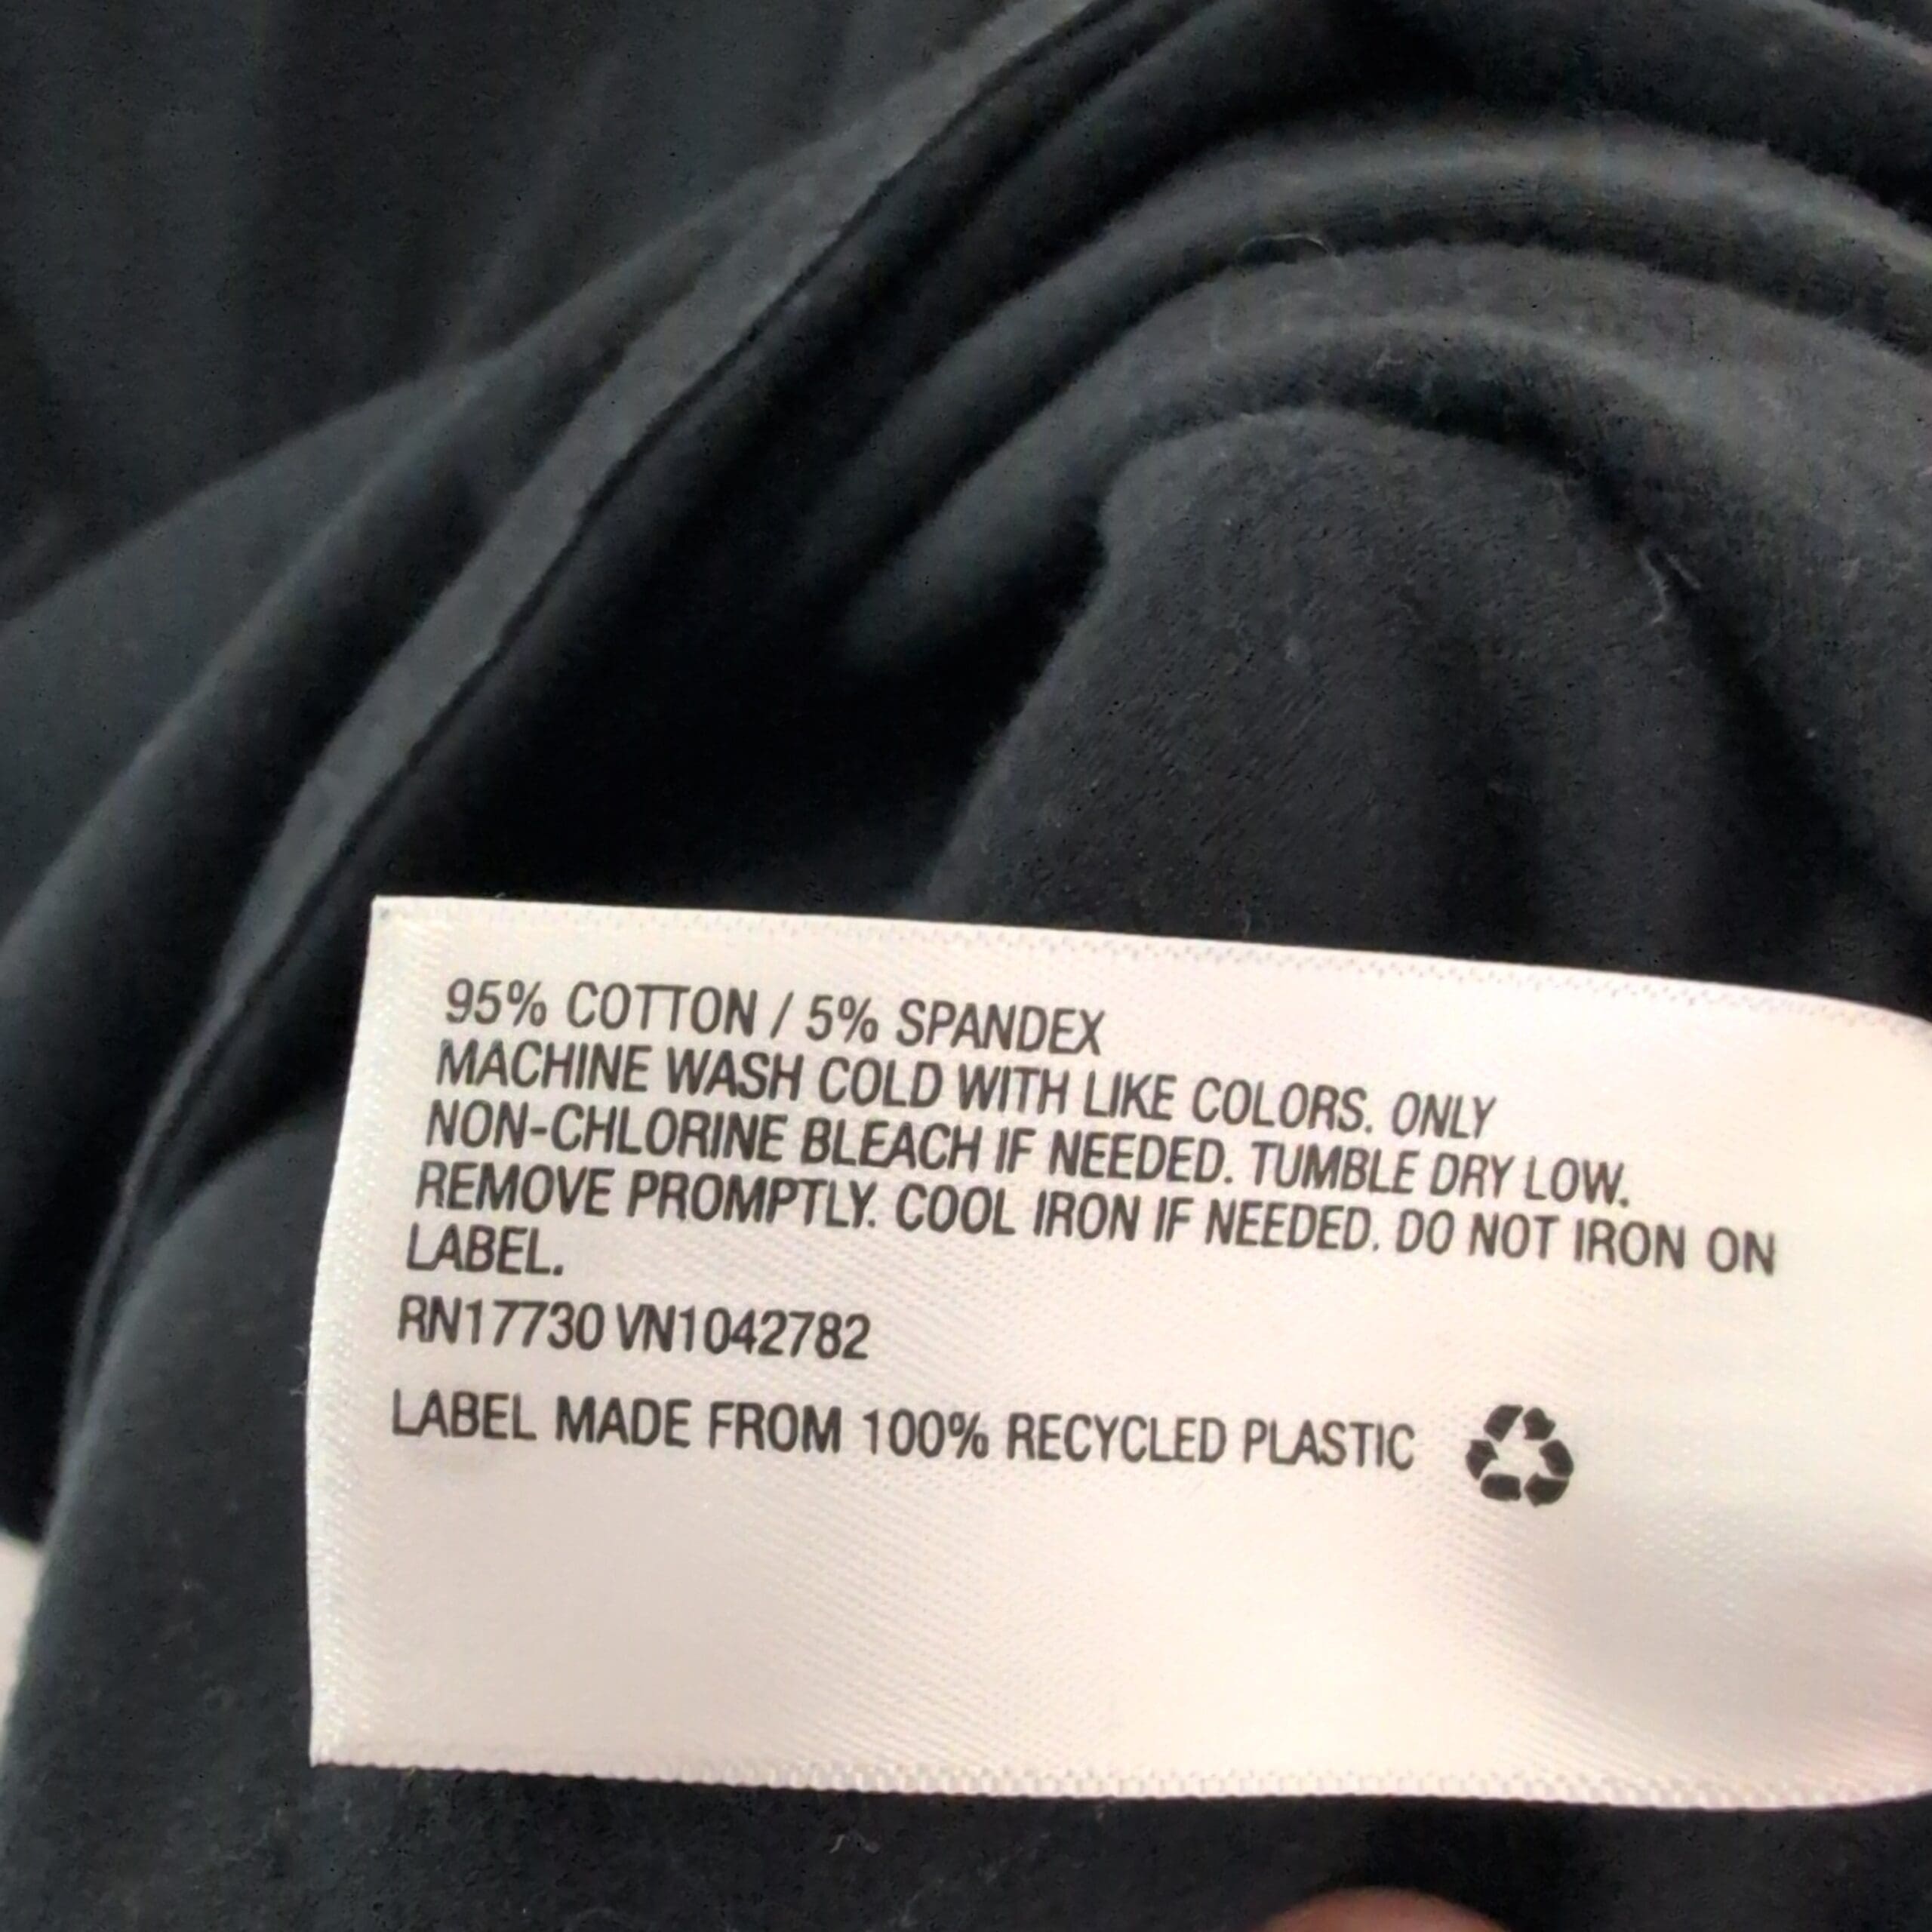 95% COTTON / 5% SPANDEX
MACHINE WASH COLD WITH LIKE COLORS. ONLY
NON-CHLORINE BLEACH IF NEEDED. TUMBLE DRY LOW.
REMOVE PROMPTLY. COOL IRON IF NEEDED. DO NOT IRON ON
LABEL.
RN17730 VN1042782
LABEL MADE FROM 100% RECYCLED PLASTIC